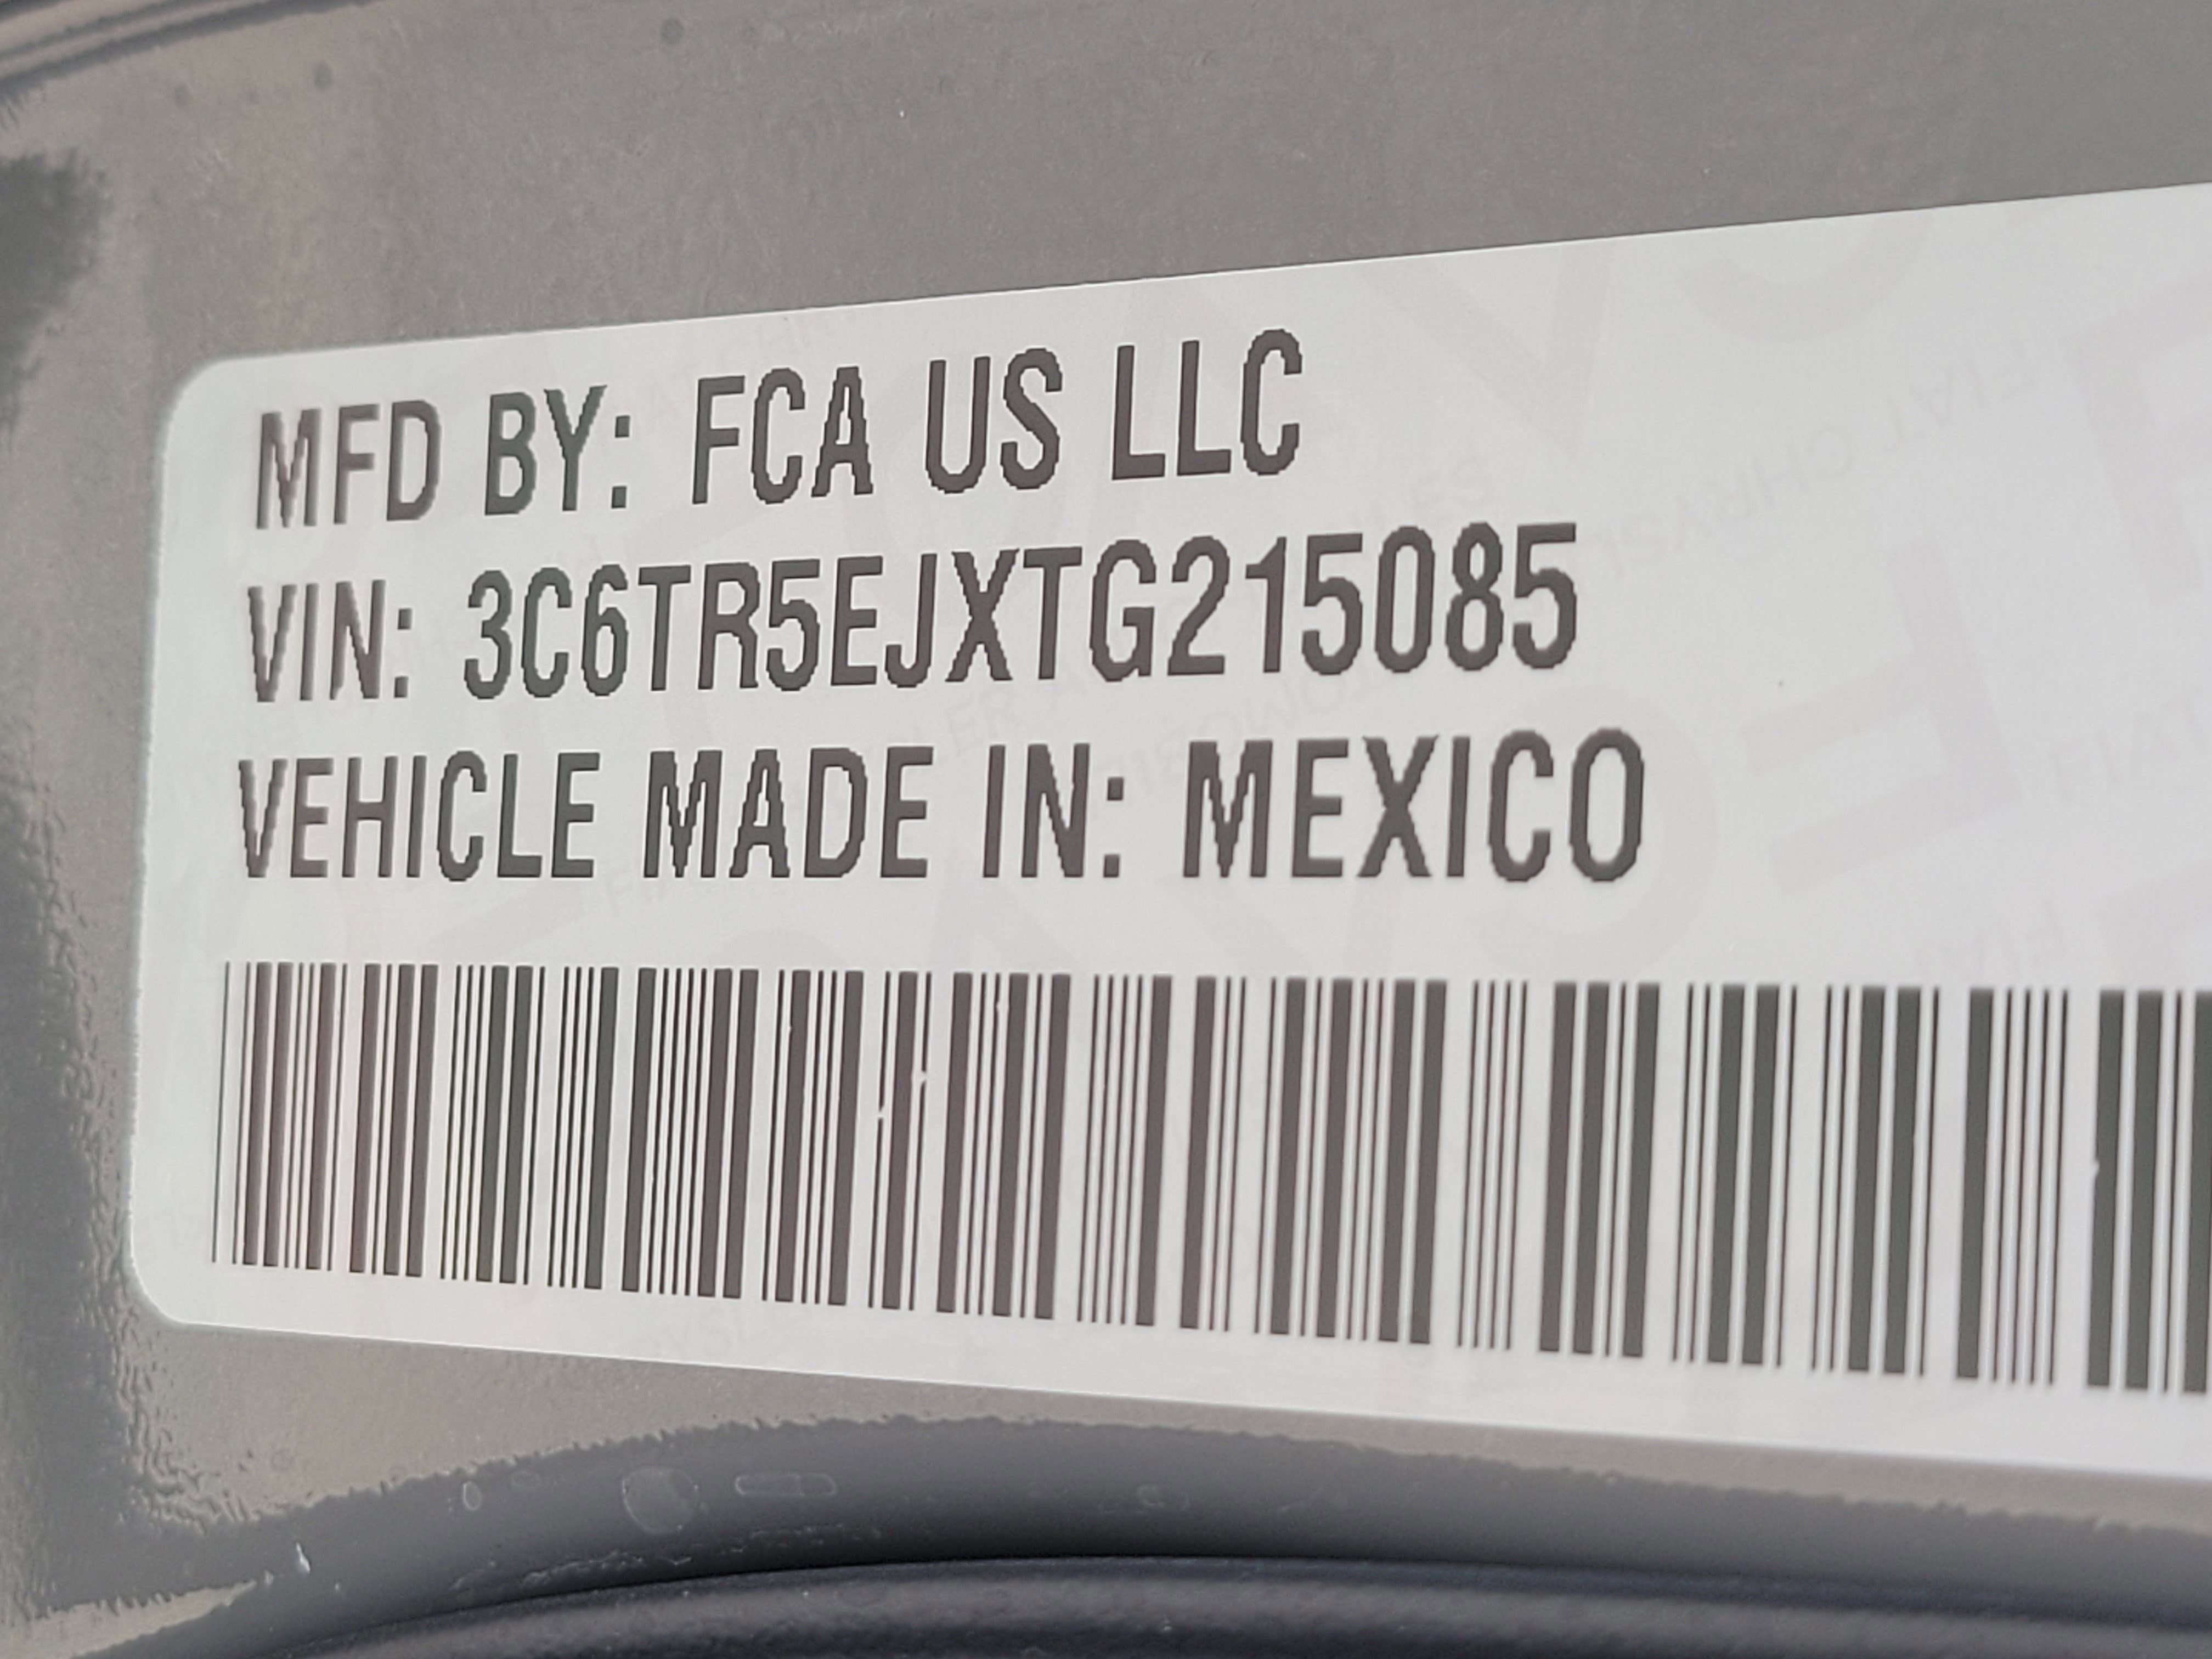 MFD BY: FCA US LLC
VIN: 3C6TR5EJXTG215085
VEHICLE MADE IN: MEXICO